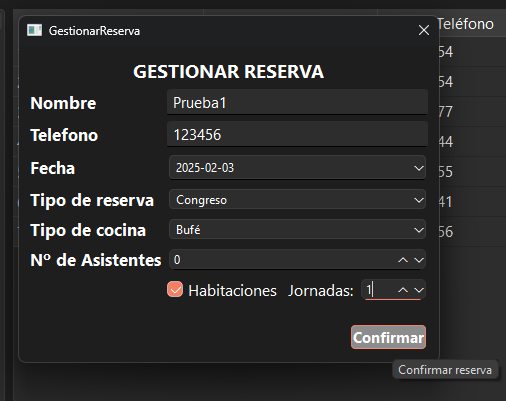 GestionarReserva
Teléfono
GESTIONAR RESERVA
54
Nombre Prueba1
54
Telefono 123456
77
Fecha 2025-02-03
44
55
Tipo de reserva Congreso
41
Tipo de cocina Bufé
56
Nº de Asistentes 0
Habitaciones Jornadas: 1
Confirmar
Confirmar reserva